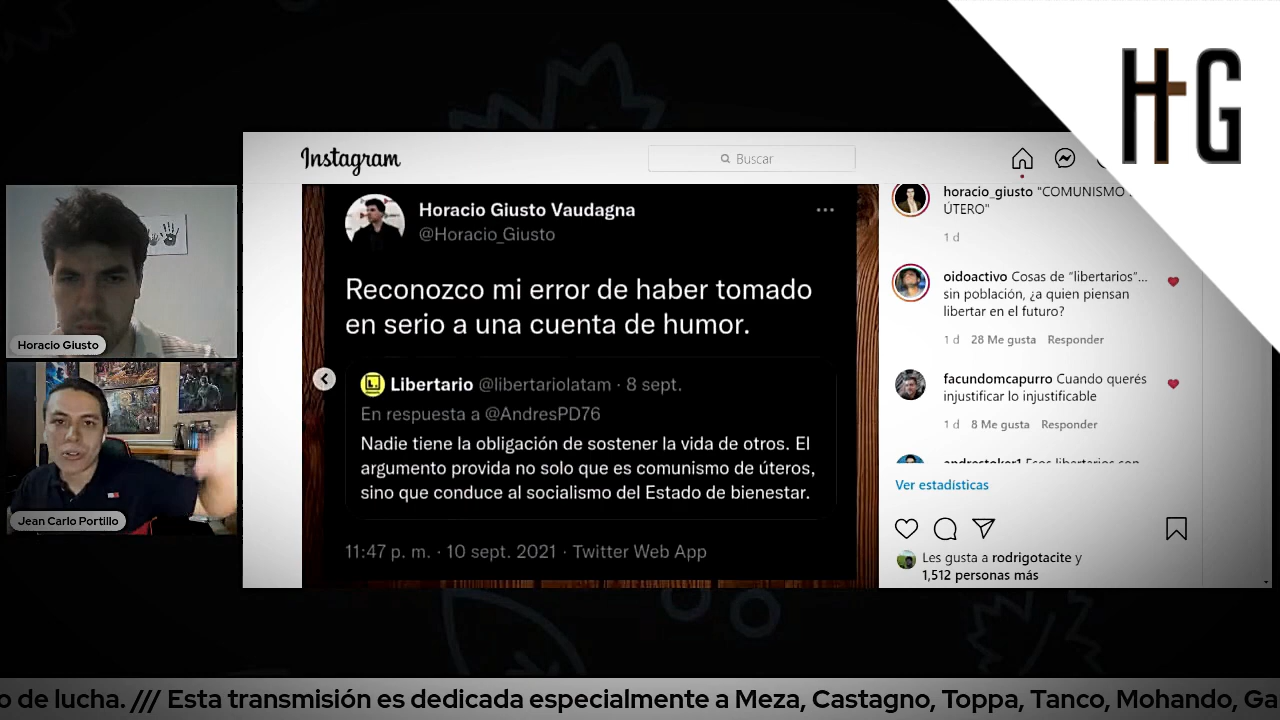 H+G
Instagram
Buscar
Horacio Giusto
Jean Carlo Portillo
Horacio Giusto Vaudagna
@Horacio_Giusto
Reconozco mi error de haber tomado
en serio a una cuenta de humor.
Libertario @libertariolatam · 8 sept.
En respuesta a @AndresPD76
Nadie tiene la obligación de sostener la vida de otros. El
argumento provida no solo que es comunismo de úteros,
sino que conduce al socialismo del Estado de bienestar.
11:47 p. m. · 10 sept. 2021 · Twitter Web App
horacio_giusto "COMUNISMO
ÚTERO"
1 d
oidoactivo Cosas de “libertarios”...
sin población, ¿a quien piensan
libertar en el futuro?
1 d 28 Me gusta Responder
facundomcapurro Cuando querés
injustificar lo injustificable
1 d 8 Me gusta Responder
andrestoker1 Esos libertarios son
Ver estadísticas
Les gusta a rodrigotacite y
1,512 personas más
o de lucha. /// Esta transmisión es dedicada especialmente a Meza, Castagno, Toppa, Tanco, Mohando, Ga